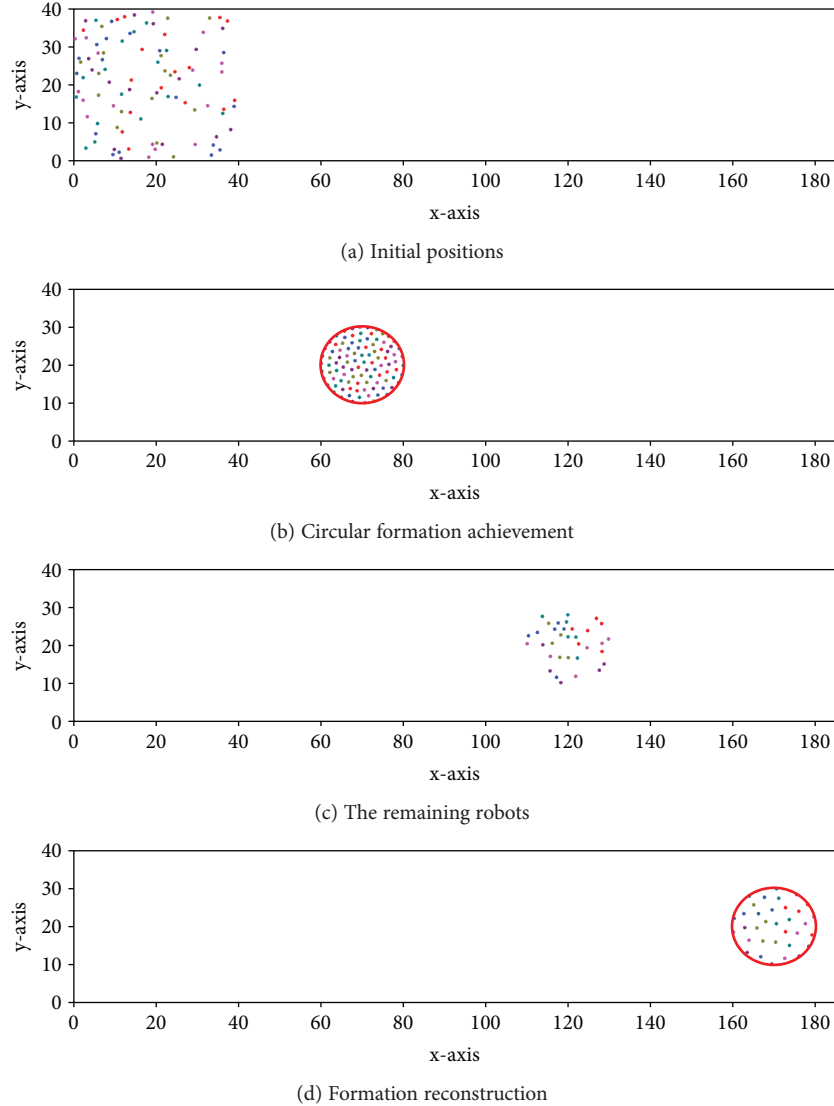 40
30
20
10
0
y-axis
0 20 40 60 80 100 120 140 160 180
x-axis
(a) Initial positions
40
30
20
10
0
y-axis
0 20 40 60 80 100 120 140 160 180
x-axis
(b) Circular formation achievement
40
30
20
10
0
y-axis
0 20 40 60 80 100 120 140 160 180
x-axis
(c) The remaining robots
40
30
20
10
0
y-axis
0 20 40 60 80 100 120 140 160 180
x-axis
(d) Formation reconstruction